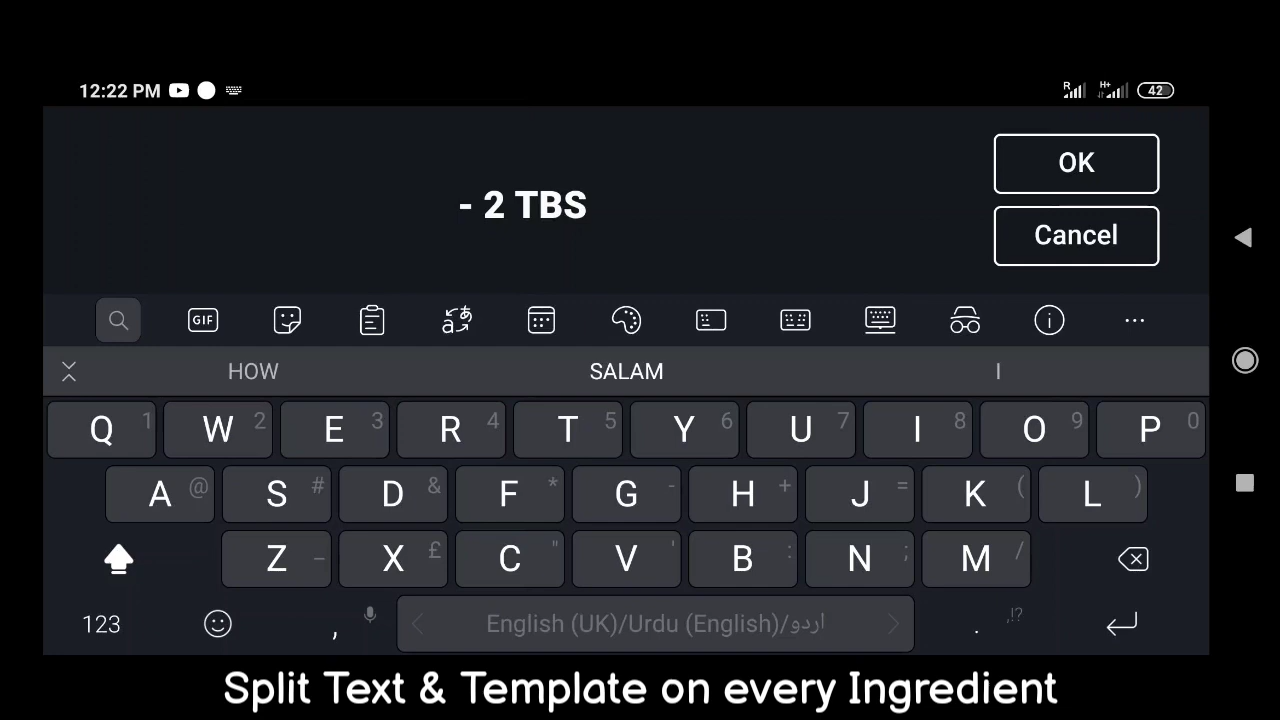 12:22 PM
R H+ 42
OK
- 2 TBS
Cancel
GIF
HOW SALAM I
Q 1 W 2 E 3 R 4 T 5 Y 6 U 7 I 8 O 9 P 0
A @ S # D & F * G - H + J = K ( L )
Z _ X £ C " V ' B : N ; M /
123 , English (UK)/Urdu (English)/اردو . ,!?
Split Text & Template on every Ingredient